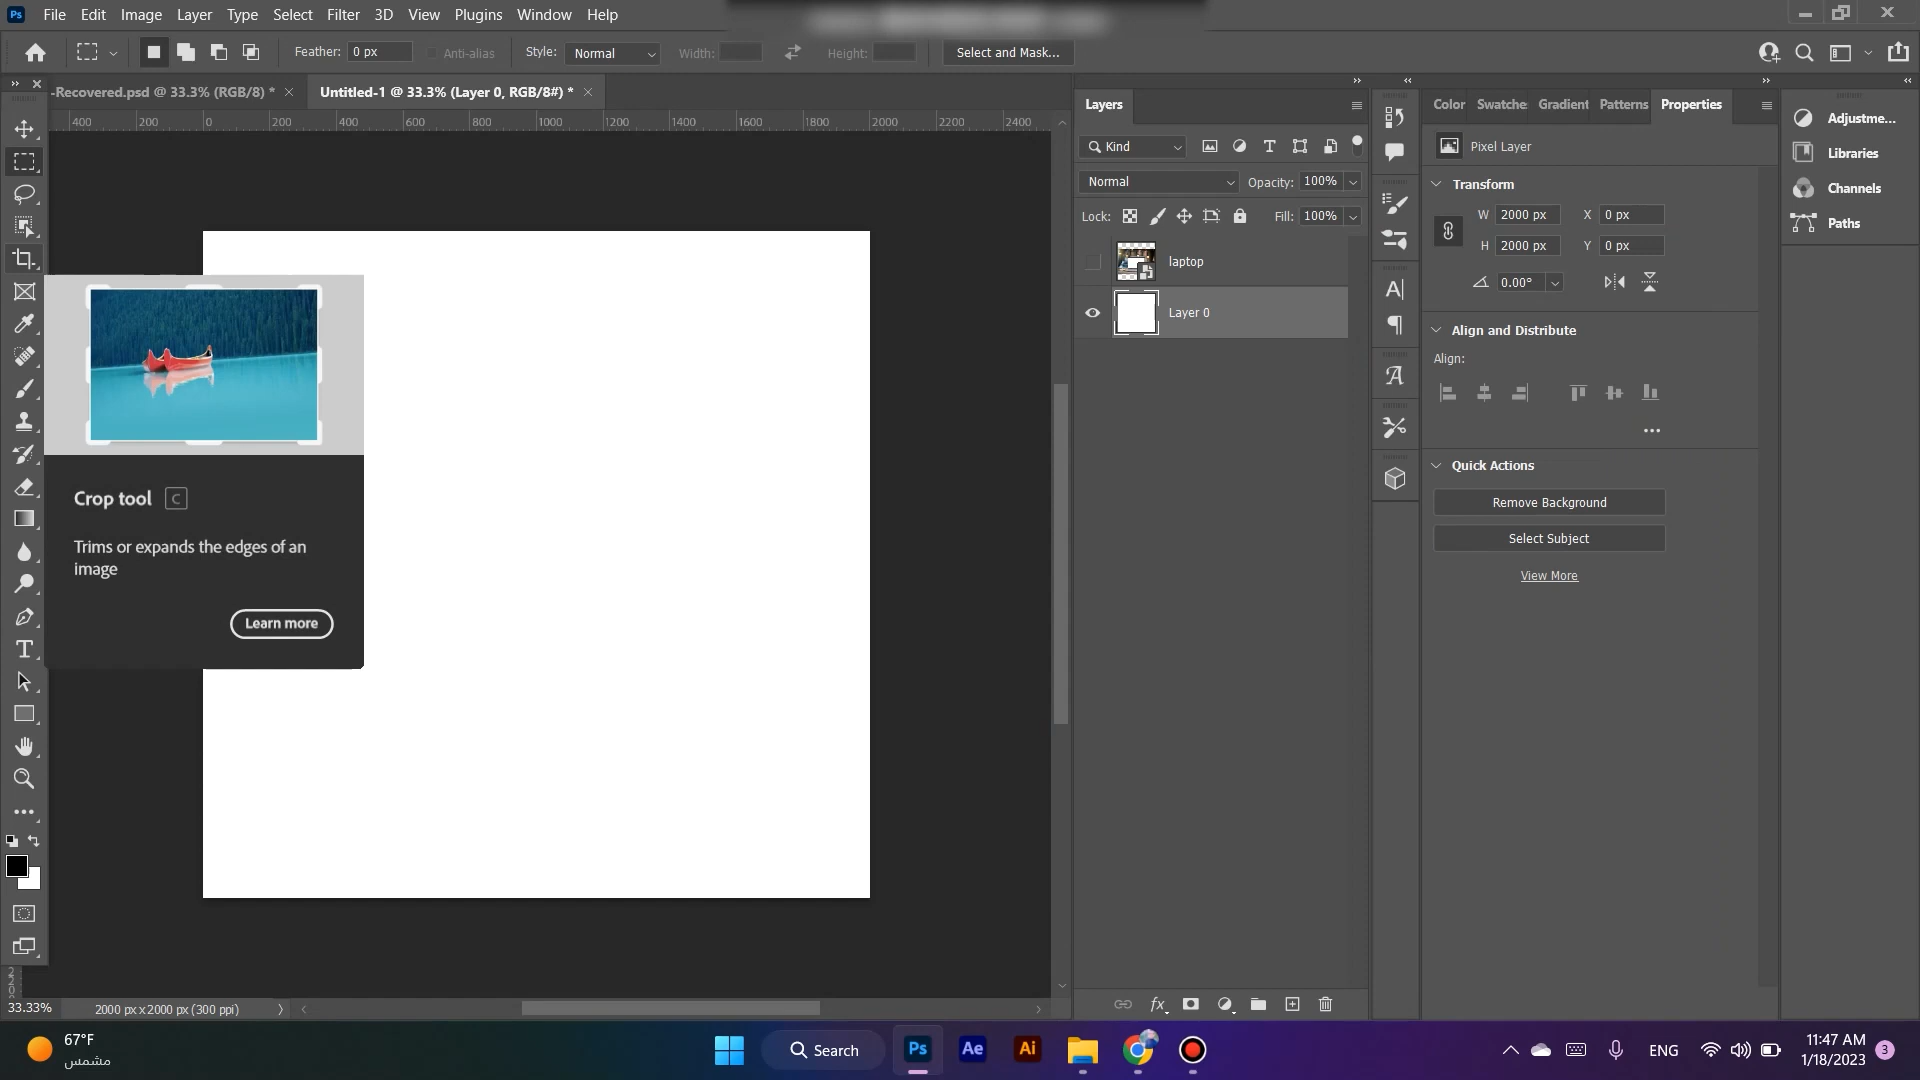 Ps File Edit Image Layer Type Select Filter 3D View Plugins Window Help
Feather: 0 px Anti-alias Style: Normal Width: Height: Select and Mask...
-Recovered.psd @ 33.3% (RGB/8) * Untitled-1 @ 33.3% (Layer 0, RGB/8#) *
400 200 0 200 400 600 800 1000 1200 1400 1600 1800 2000 2200 2400
Crop tool C
Trims or expands the edges of an
image
Learn more
33.33% 2000 px x 2000 px (300 ppi)
Layers
Kind
Normal Opacity: 100%
Lock: Fill: 100%
laptop
Layer 0
fx
Color Swatche Gradient Patterns Properties
Pixel Layer
Transform
W 2000 px X 0 px
H 2000 px Y 0 px
0.00°
Align and Distribute
Align:
Quick Actions
Remove Background
Select Subject
View More
Adjustme...
Libraries
Channels
Paths
67°F
مشمس
Search
Ps Ae Ai
ENG
11:47 AM
1/18/2023 3